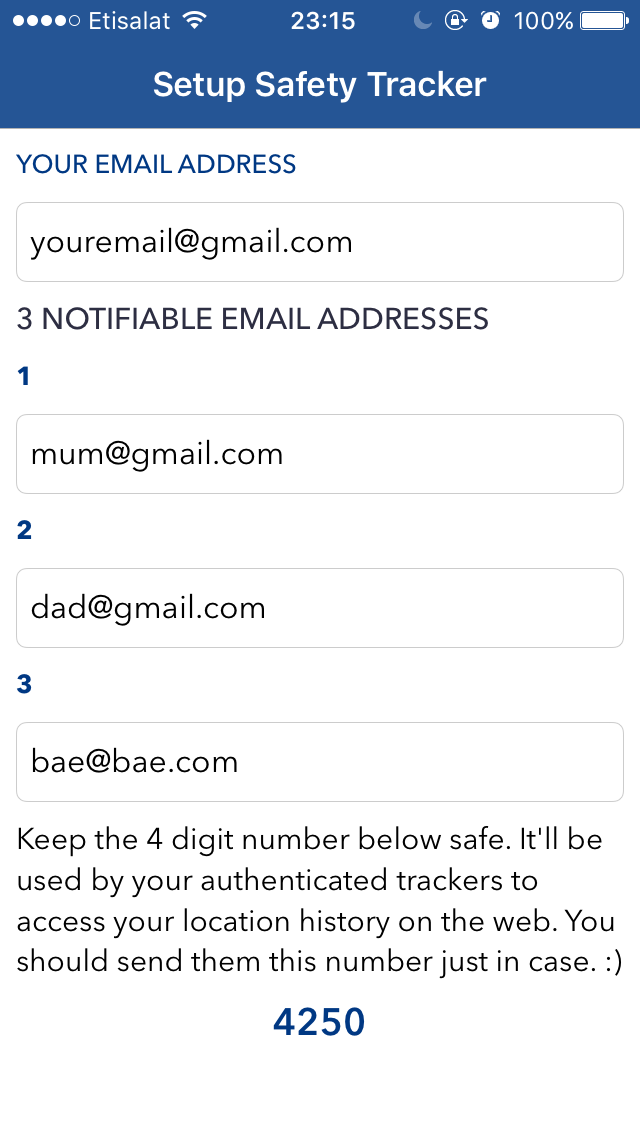 Etisalat 23:15 100%
Setup Safety Tracker
YOUR EMAIL ADDRESS
youremail@gmail.com
3 NOTIFIABLE EMAIL ADDRESSES
1
mum@gmail.com
2
dad@gmail.com
3
bae@bae.com
Keep the 4 digit number below safe. It'll be
used by your authenticated trackers to
access your location history on the web. You
should send them this number just in case. :)
4250